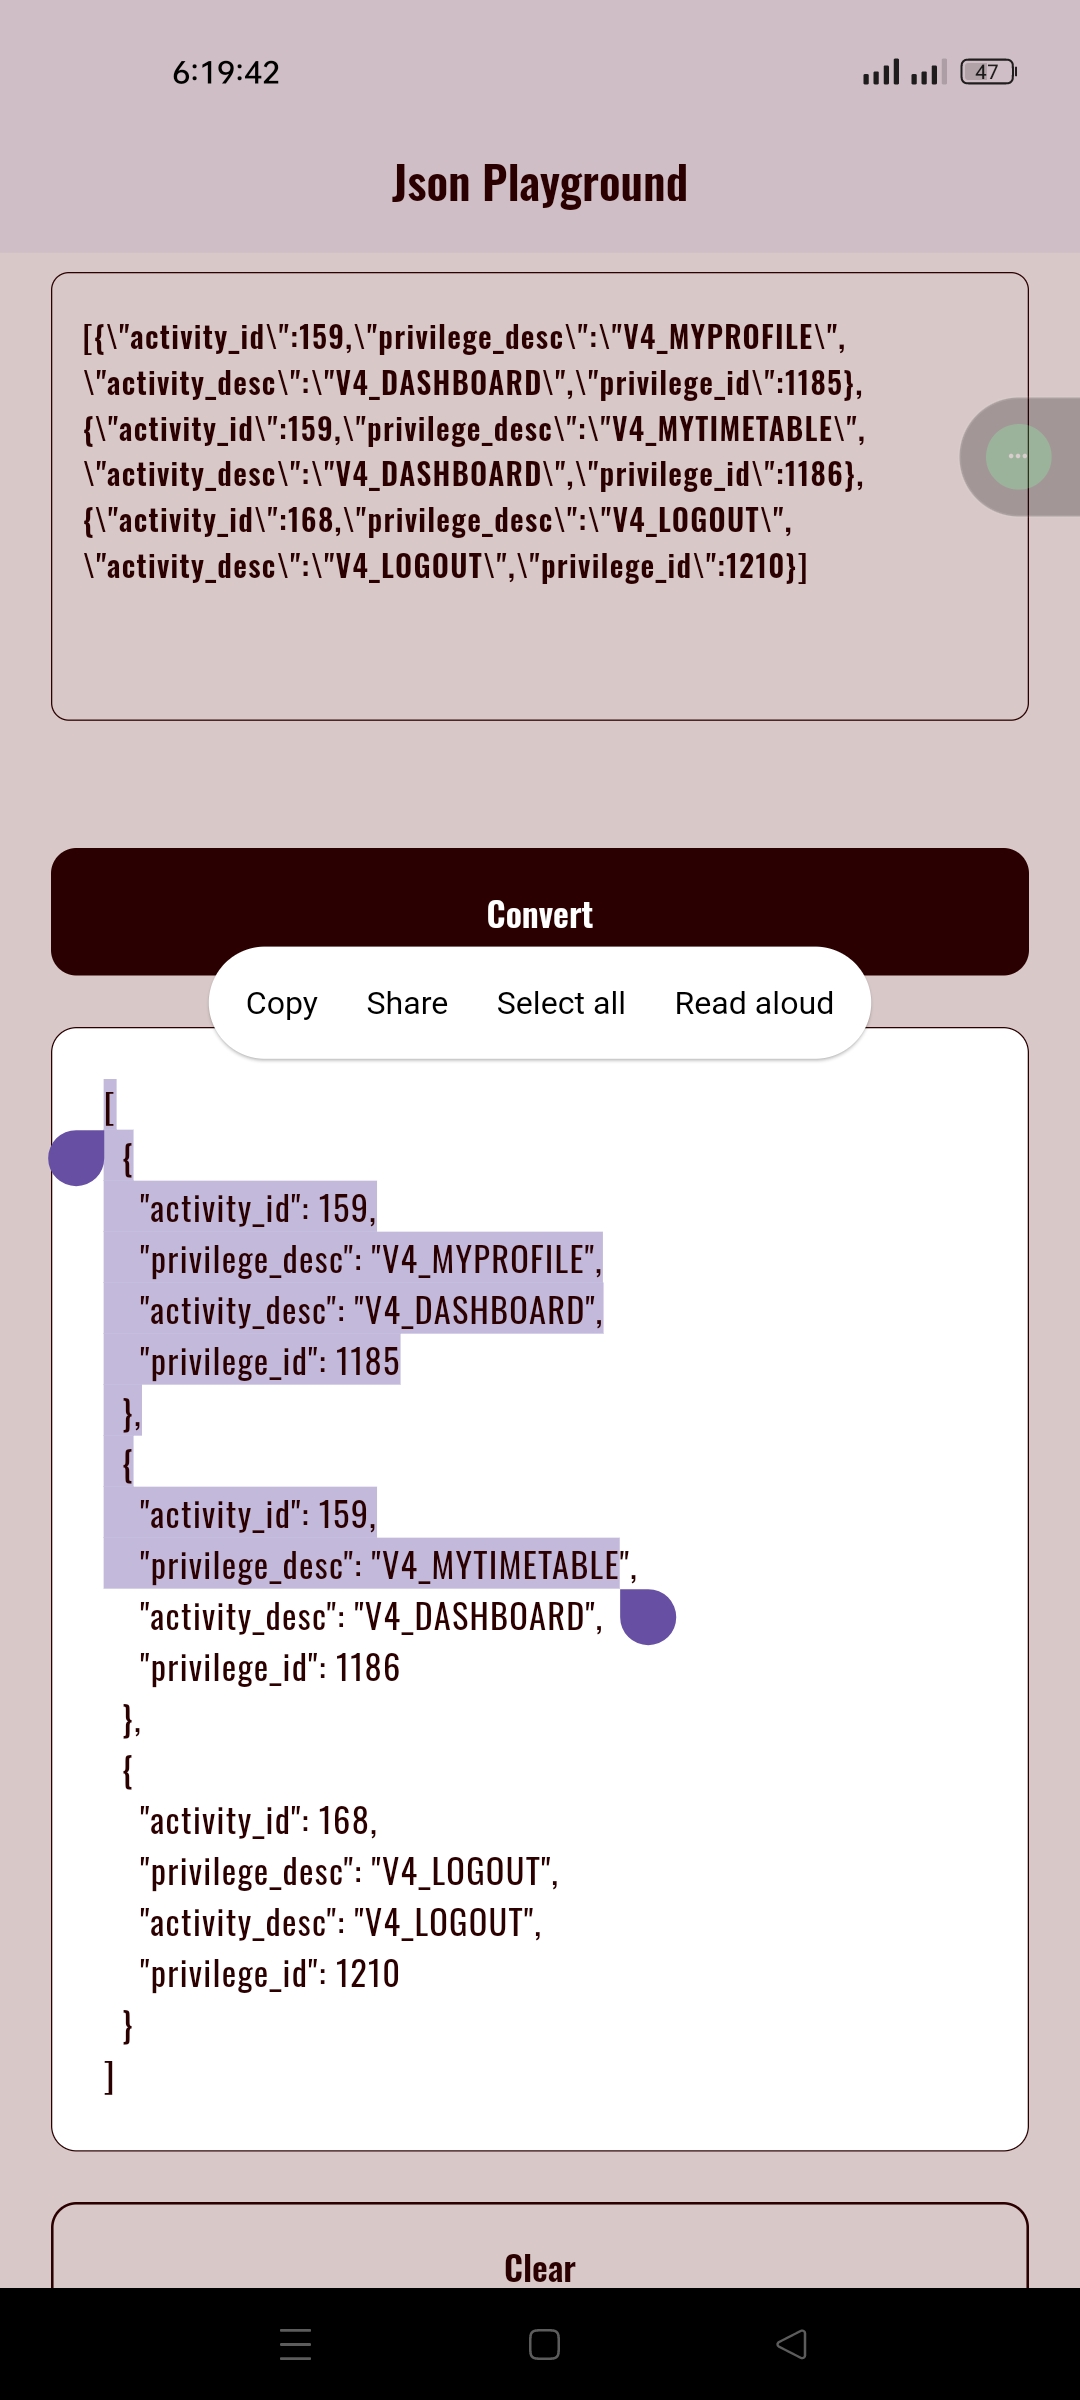 6:19:42
47
Json Playground
[{\"activity_id\":159,\"privilege_desc\":\"V4_MYPROFILE\",
\"activity_desc\":\"V4_DASHBOARD\",\"privilege_id\":1185},
{\"activity_id\":159,\"privilege_desc\":\"V4_MYTIMETABLE\",
\"activity_desc\":\"V4_DASHBOARD\",\"privilege_id\":1186},
{\"activity_id\":168,\"privilege_desc\":\"V4_LOGOUT\",
\"activity_desc\":\"V4_LOGOUT\",\"privilege_id\":1210}]
Convert
Copy Share Select all Read aloud
[
  {
    "activity_id": 159,
    "privilege_desc": "V4_MYPROFILE",
    "activity_desc": "V4_DASHBOARD",
    "privilege_id": 1185
  },
  {
    "activity_id": 159,
    "privilege_desc": "V4_MYTIMETABLE",
    "activity_desc": "V4_DASHBOARD",
    "privilege_id": 1186
  },
  {
    "activity_id": 168,
    "privilege_desc": "V4_LOGOUT",
    "activity_desc": "V4_LOGOUT",
    "privilege_id": 1210
  }
]
Clear